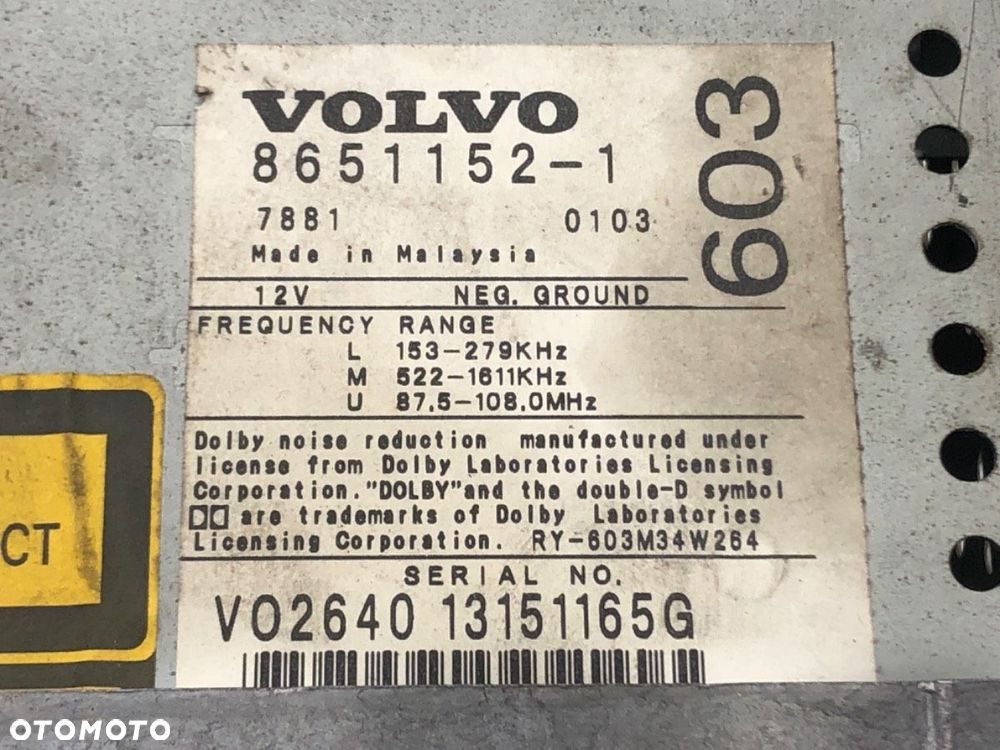 VOLVO
8651152-1
7881 0103
Made in Malaysia
603
12V NEG. GROUND
FREQUENCY RANGE
L 153-279KHz
M 522-1611KHz
U 87.5-108.0MHz
Dolby noise reduction manufactured under
license from Dolby Laboratories Licensing
Corporation."DOLBY"and the double-D symbol
are trademarks of Dolby Laboratories
Licensing Corporation. RY-603M34W264
SERIAL NO.
VO2640 13151165G
CT
OTOMOTO